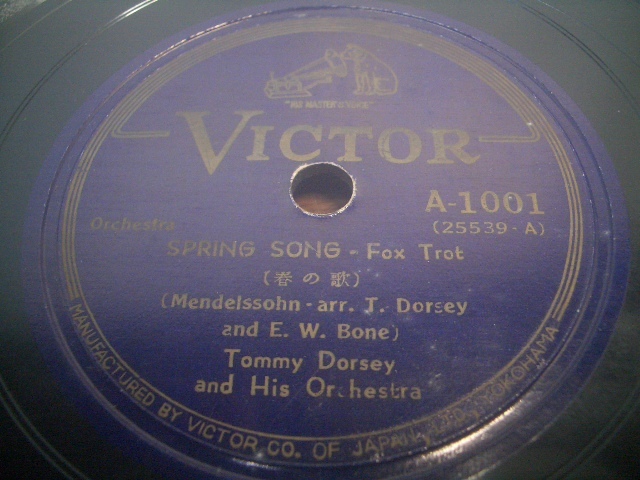 "HIS MASTER'S VOICE"
VICTOR
A-1001
(25539-A)
Orchestra
SPRING SONG - Fox Trot
(春の歌)
(Mendelssohn-arr. T. Dorsey
and E. W. Bone)
Tommy Dorsey
and His Orchestra
MANUFACTURED BY VICTOR CO. OF JAPAN, LTD., YOKOHAMA